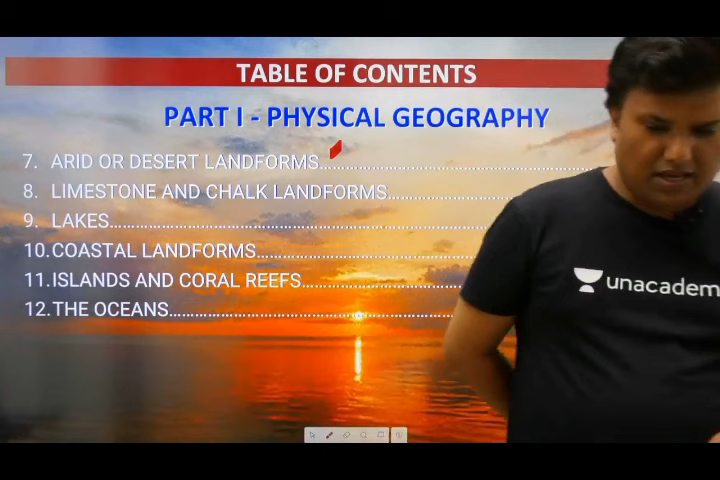 TABLE OF CONTENTS
PART I - PHYSICAL GEOGRAPHY
7. ARID OR DESERT LANDFORMS
8. LIMESTONE AND CHALK LANDFORMS
9. LAKES
10. COASTAL LANDFORMS
11. ISLANDS AND CORAL REEFS
12. THE OCEANS
unacadem